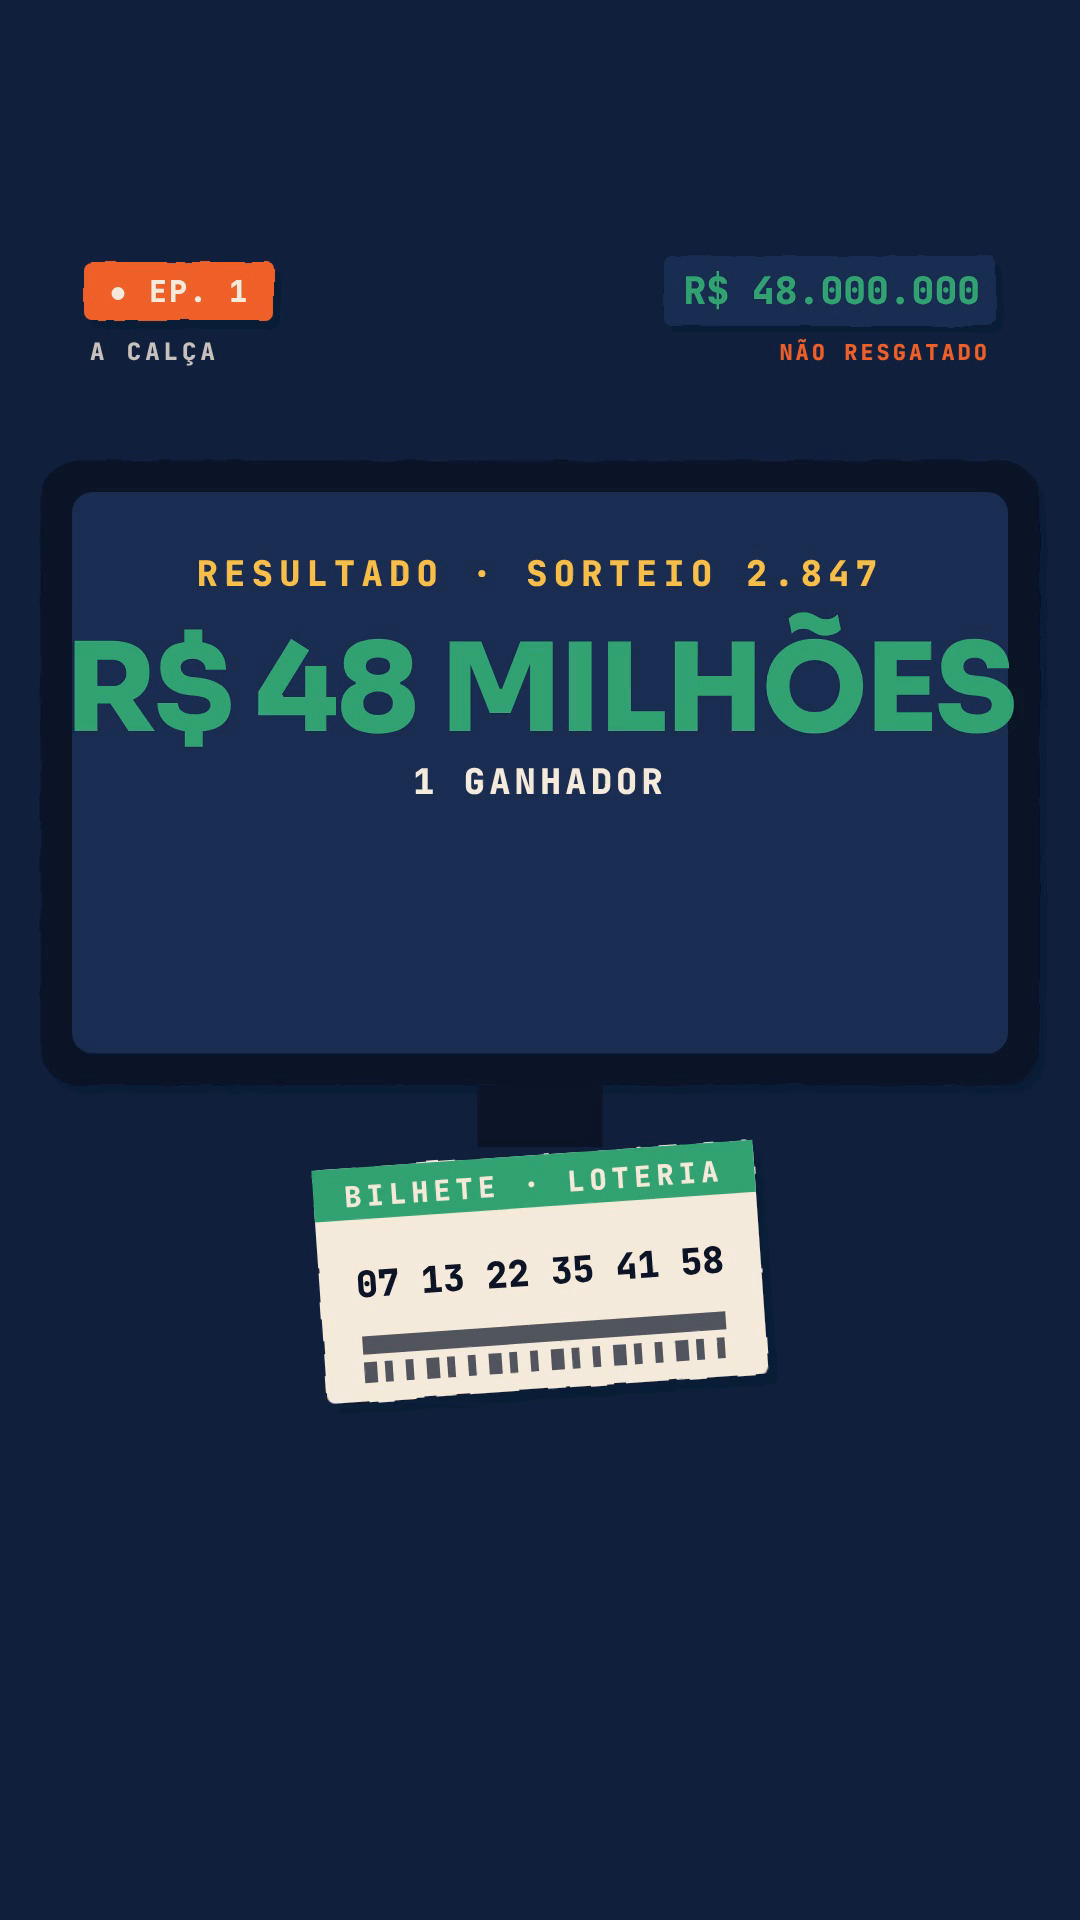 • EP. 1
R$ 48.000.000
A CALÇA
NÃO RESGATADO
RESULTADO · SORTEIO 2.847
R$ 48 MILHÕES
1 GANHADOR
BILHETE · LOTERIA
07 13 22 35 41 58